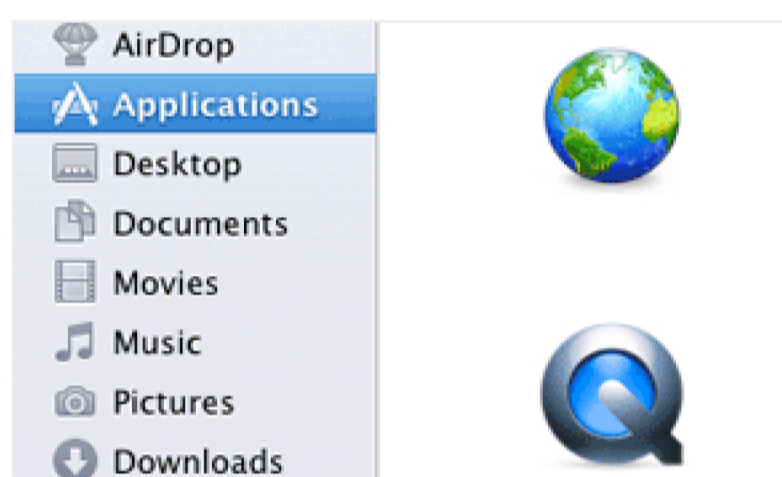 AirDrop
Applications
Desktop
Documents
Movies
Music
Pictures
Downloads